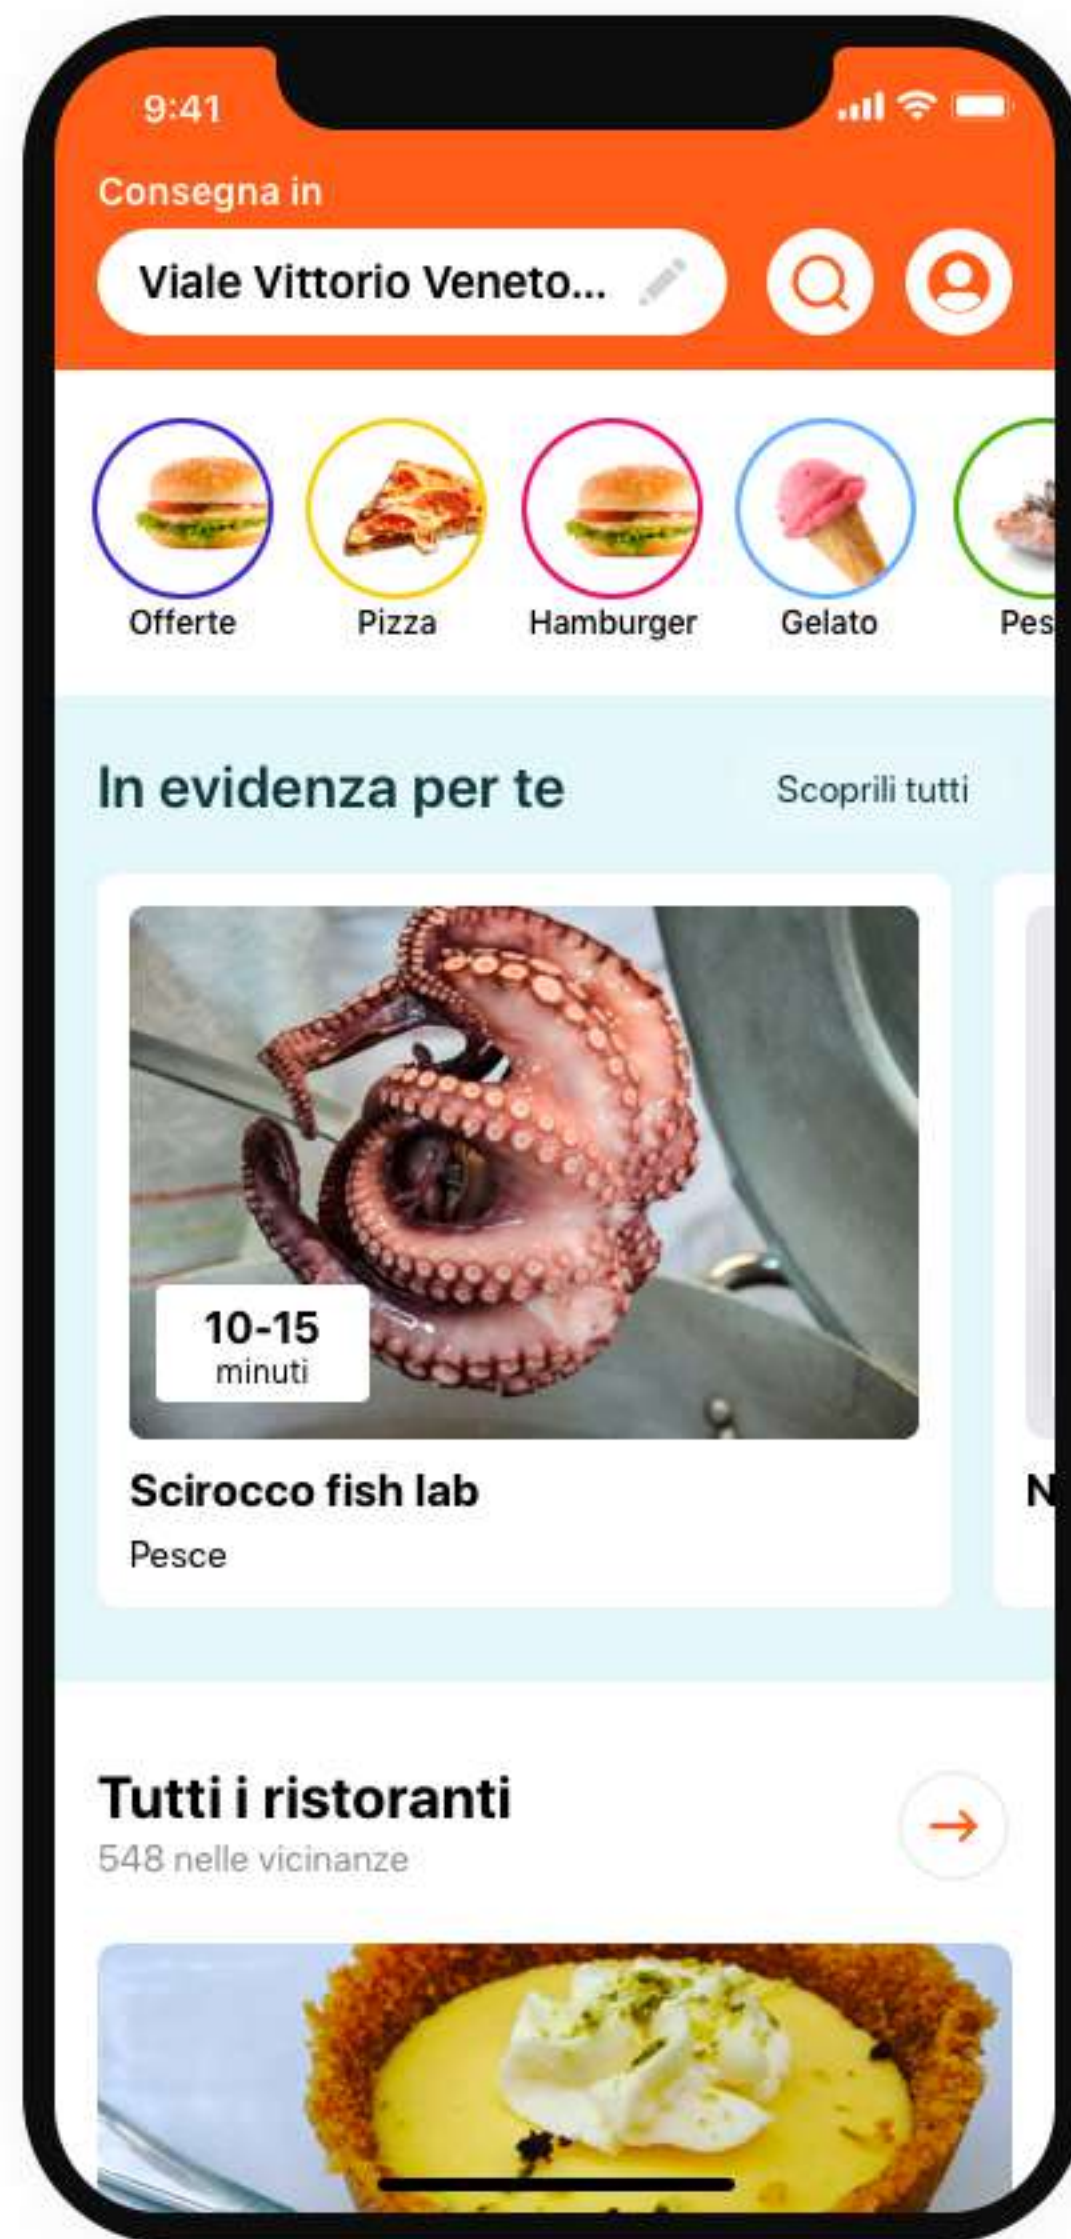 9:41
Consegna in
Viale Vittorio Veneto...
Offerte
Pizza
Hamburger
Gelato
Pes
In evidenza per te
Scoprili tutti
10-15
minuti
Scirocco fish lab
N
Pesce
Tutti i ristoranti
548 nelle vicinanze